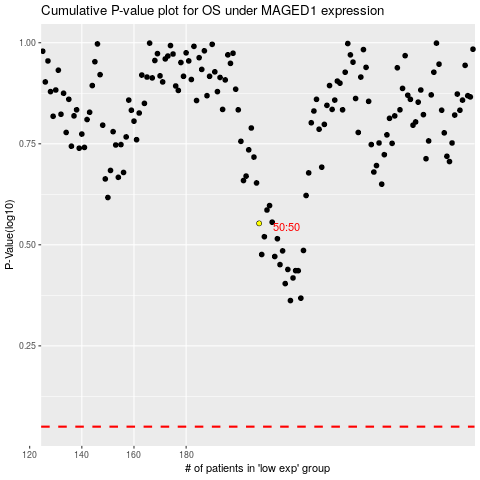 Cumulative P-value plot for OS under MAGED1 expression
P-Value(log10)
1.00
0.75
0.50
0.25
50:50
120 140 160 180
# of patients in 'low exp' group